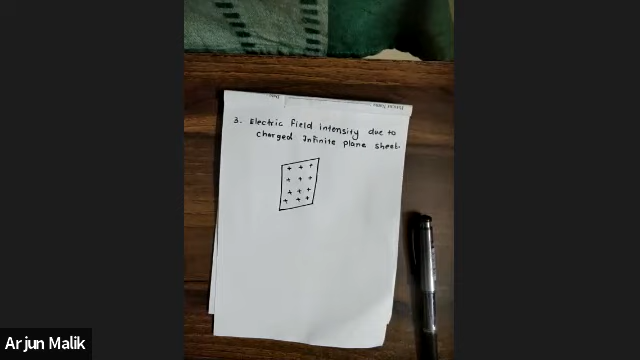 3. Electric field intensity due to
charged Infinite plane sheet.
+ + +
+ + +
+ + +
+ + +
Arjun Malik